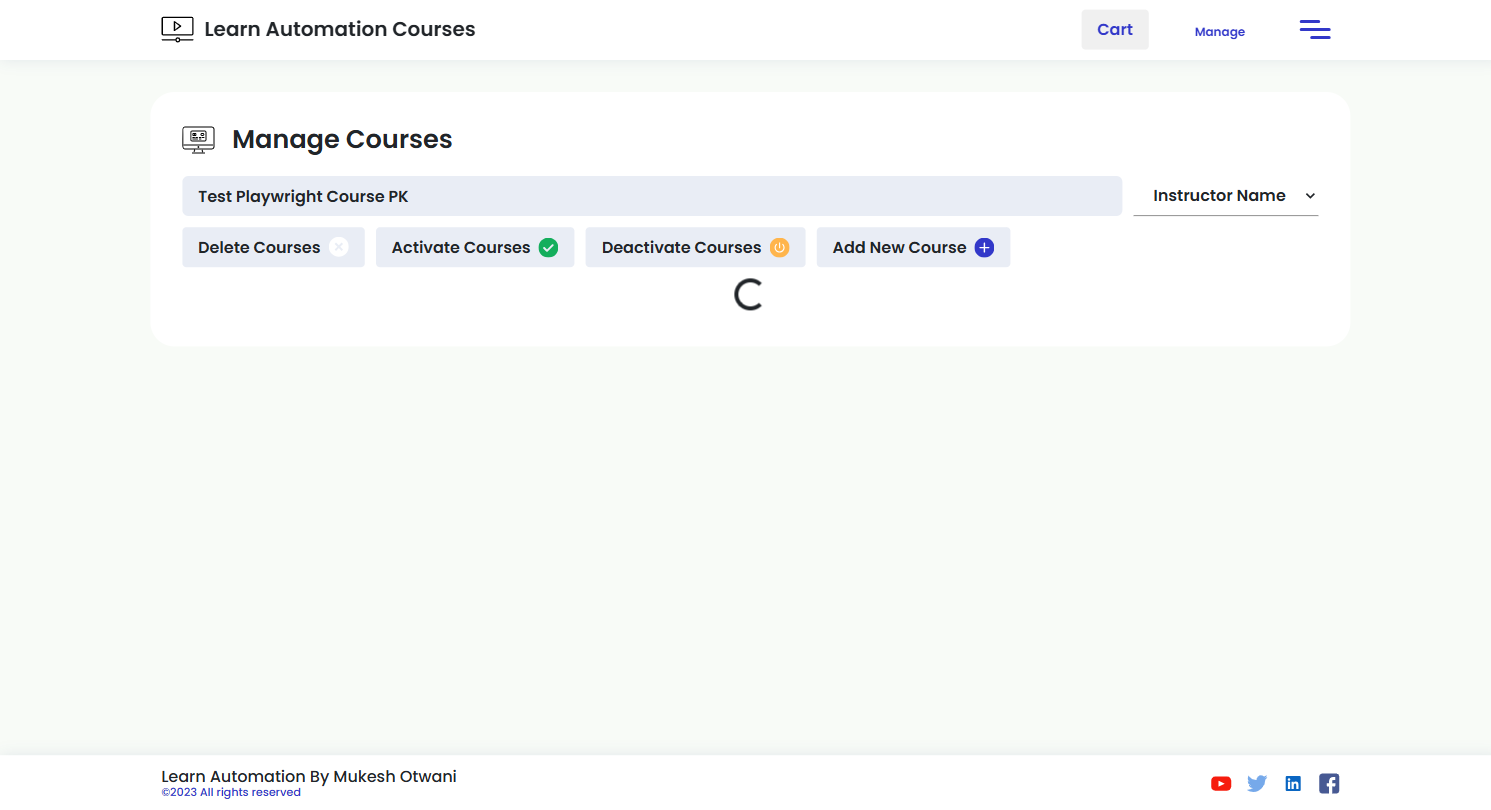 Learn Automation Courses
Cart
Manage
Manage Courses
Test Playwright Course PK
Instructor Name
Delete Courses
Activate Courses
Deactivate Courses
Add New Course
Learn Automation By Mukesh Otwani
©2023 All rights reserved